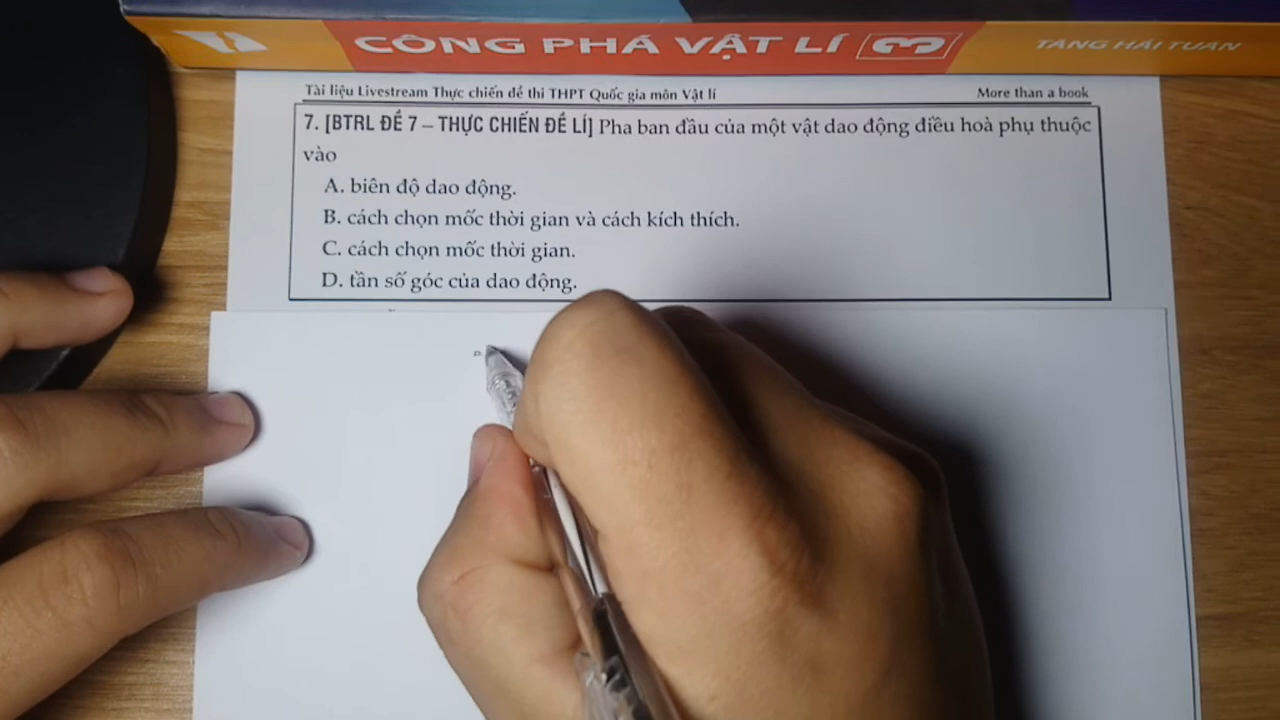 CÔNG PHÁ VẬT LÍ 3
TĂNG HẢI TUÂN
Tài liệu Livestream Thực chiến đề thi THPT Quốc gia môn Vật lí
More than a book
7. [BTRL ĐỀ 7 – THỰC CHIẾN ĐỀ LÍ] Pha ban đầu của một vật dao động điều hoà phụ thuộc
vào
A. biên độ dao động.
B. cách chọn mốc thời gian và cách kích thích.
C. cách chọn mốc thời gian.
D. tần số góc của dao động.